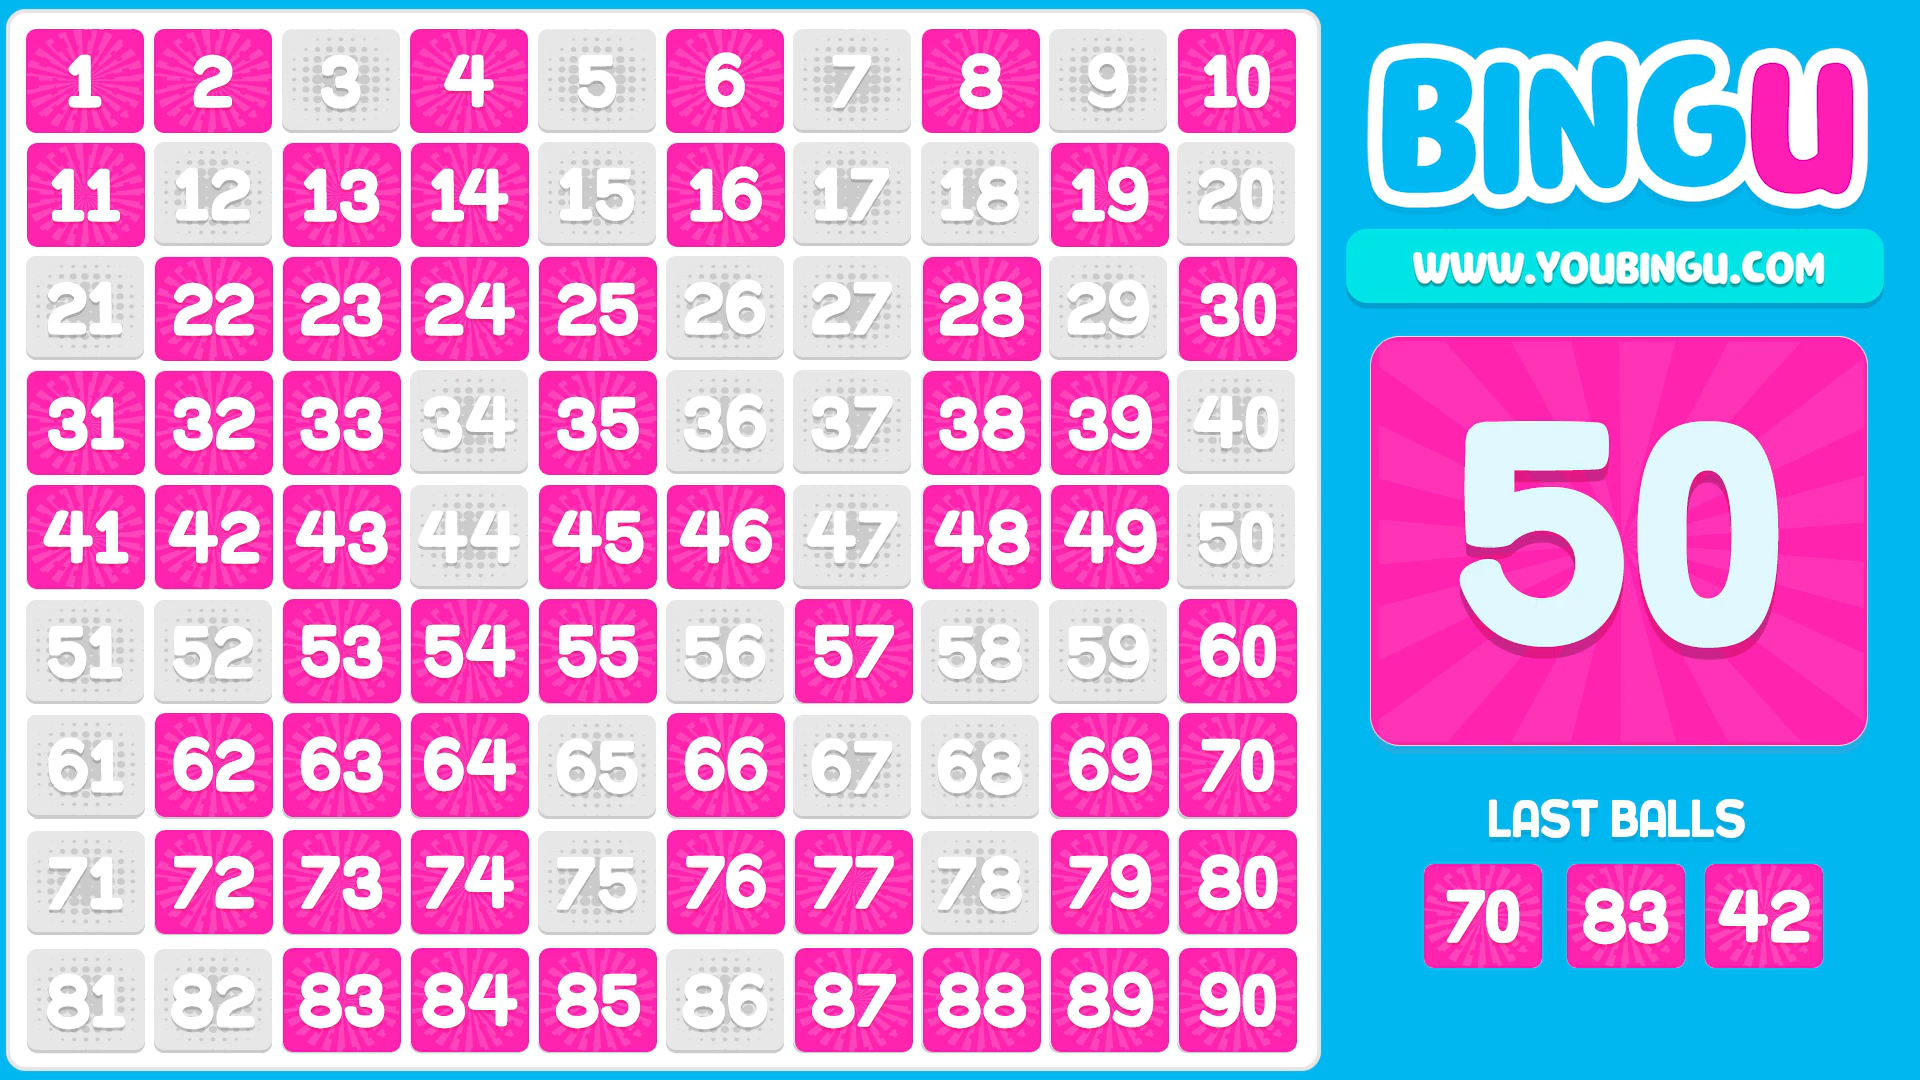 1 2 3 4 5 6 7 8 9 10
11 12 13 14 15 16 17 18 19 20
21 22 23 24 25 26 27 28 29 30
31 32 33 34 35 36 37 38 39 40
41 42 43 44 45 46 47 48 49 50
51 52 53 54 55 56 57 58 59 60
61 62 63 64 65 66 67 68 69 70
71 72 73 74 75 76 77 78 79 80
81 82 83 84 85 86 87 88 89 90
BINGU
WWW.YOUBINGU.COM
50
LAST BALLS
70 83 42